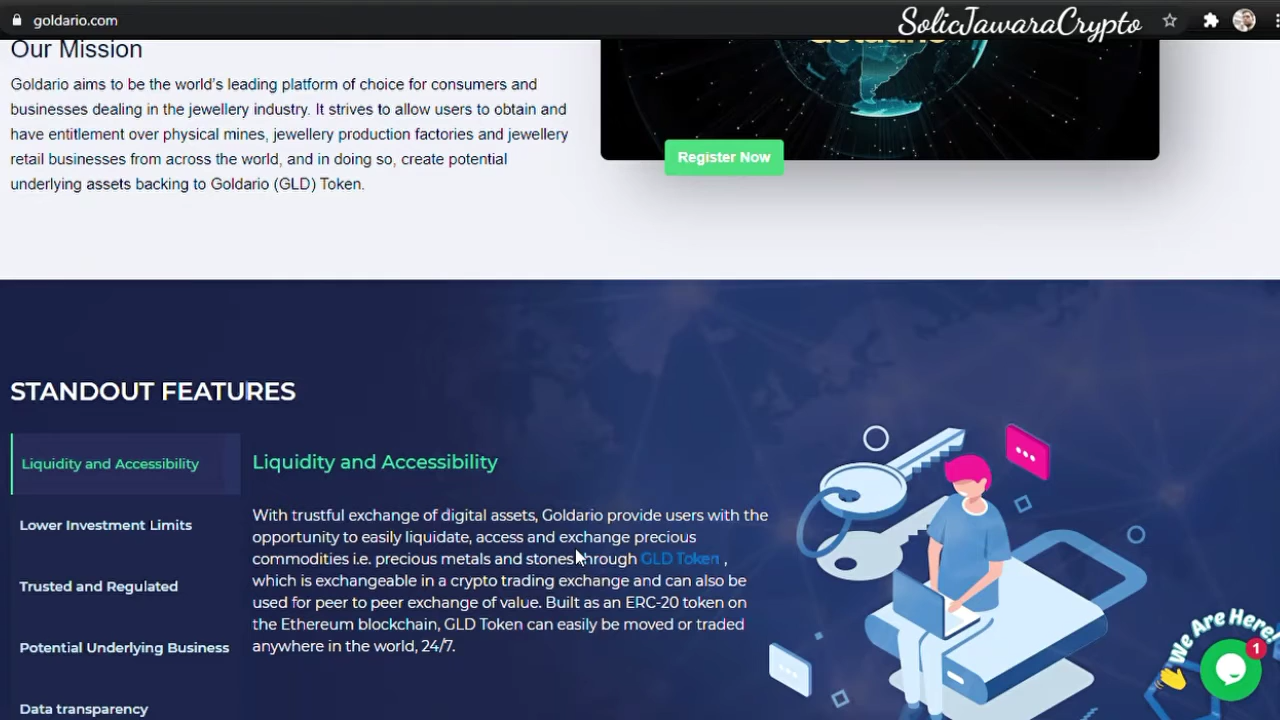 goldario.com
SolicJawaraCrypto
Our Mission
Goldario aims to be the world's leading platform of choice for consumers and
businesses dealing in the jewellery industry. It strives to allow users to obtain and
have entitlement over physical mines, jewellery production factories and jewellery
retail businesses from across the world, and in doing so, create potential
underlying assets backing to Goldario (GLD) Token.
Register Now
STANDOUT FEATURES
Liquidity and Accessibility
Lower Investment Limits
Trusted and Regulated
Potential Underlying Business
Data transparency
Liquidity and Accessibility
With trustful exchange of digital assets, Goldario provide users with the
opportunity to easily liquidate, access and exchange precious
commodities i.e. precious metals and stones through GLD Token ,
which is exchangeable in a crypto trading exchange and can also be
used for peer to peer exchange of value. Built as an ERC-20 token on
the Ethereum blockchain, GLD Token can easily be moved or traded
anywhere in the world, 24/7.
We Are Here!
1